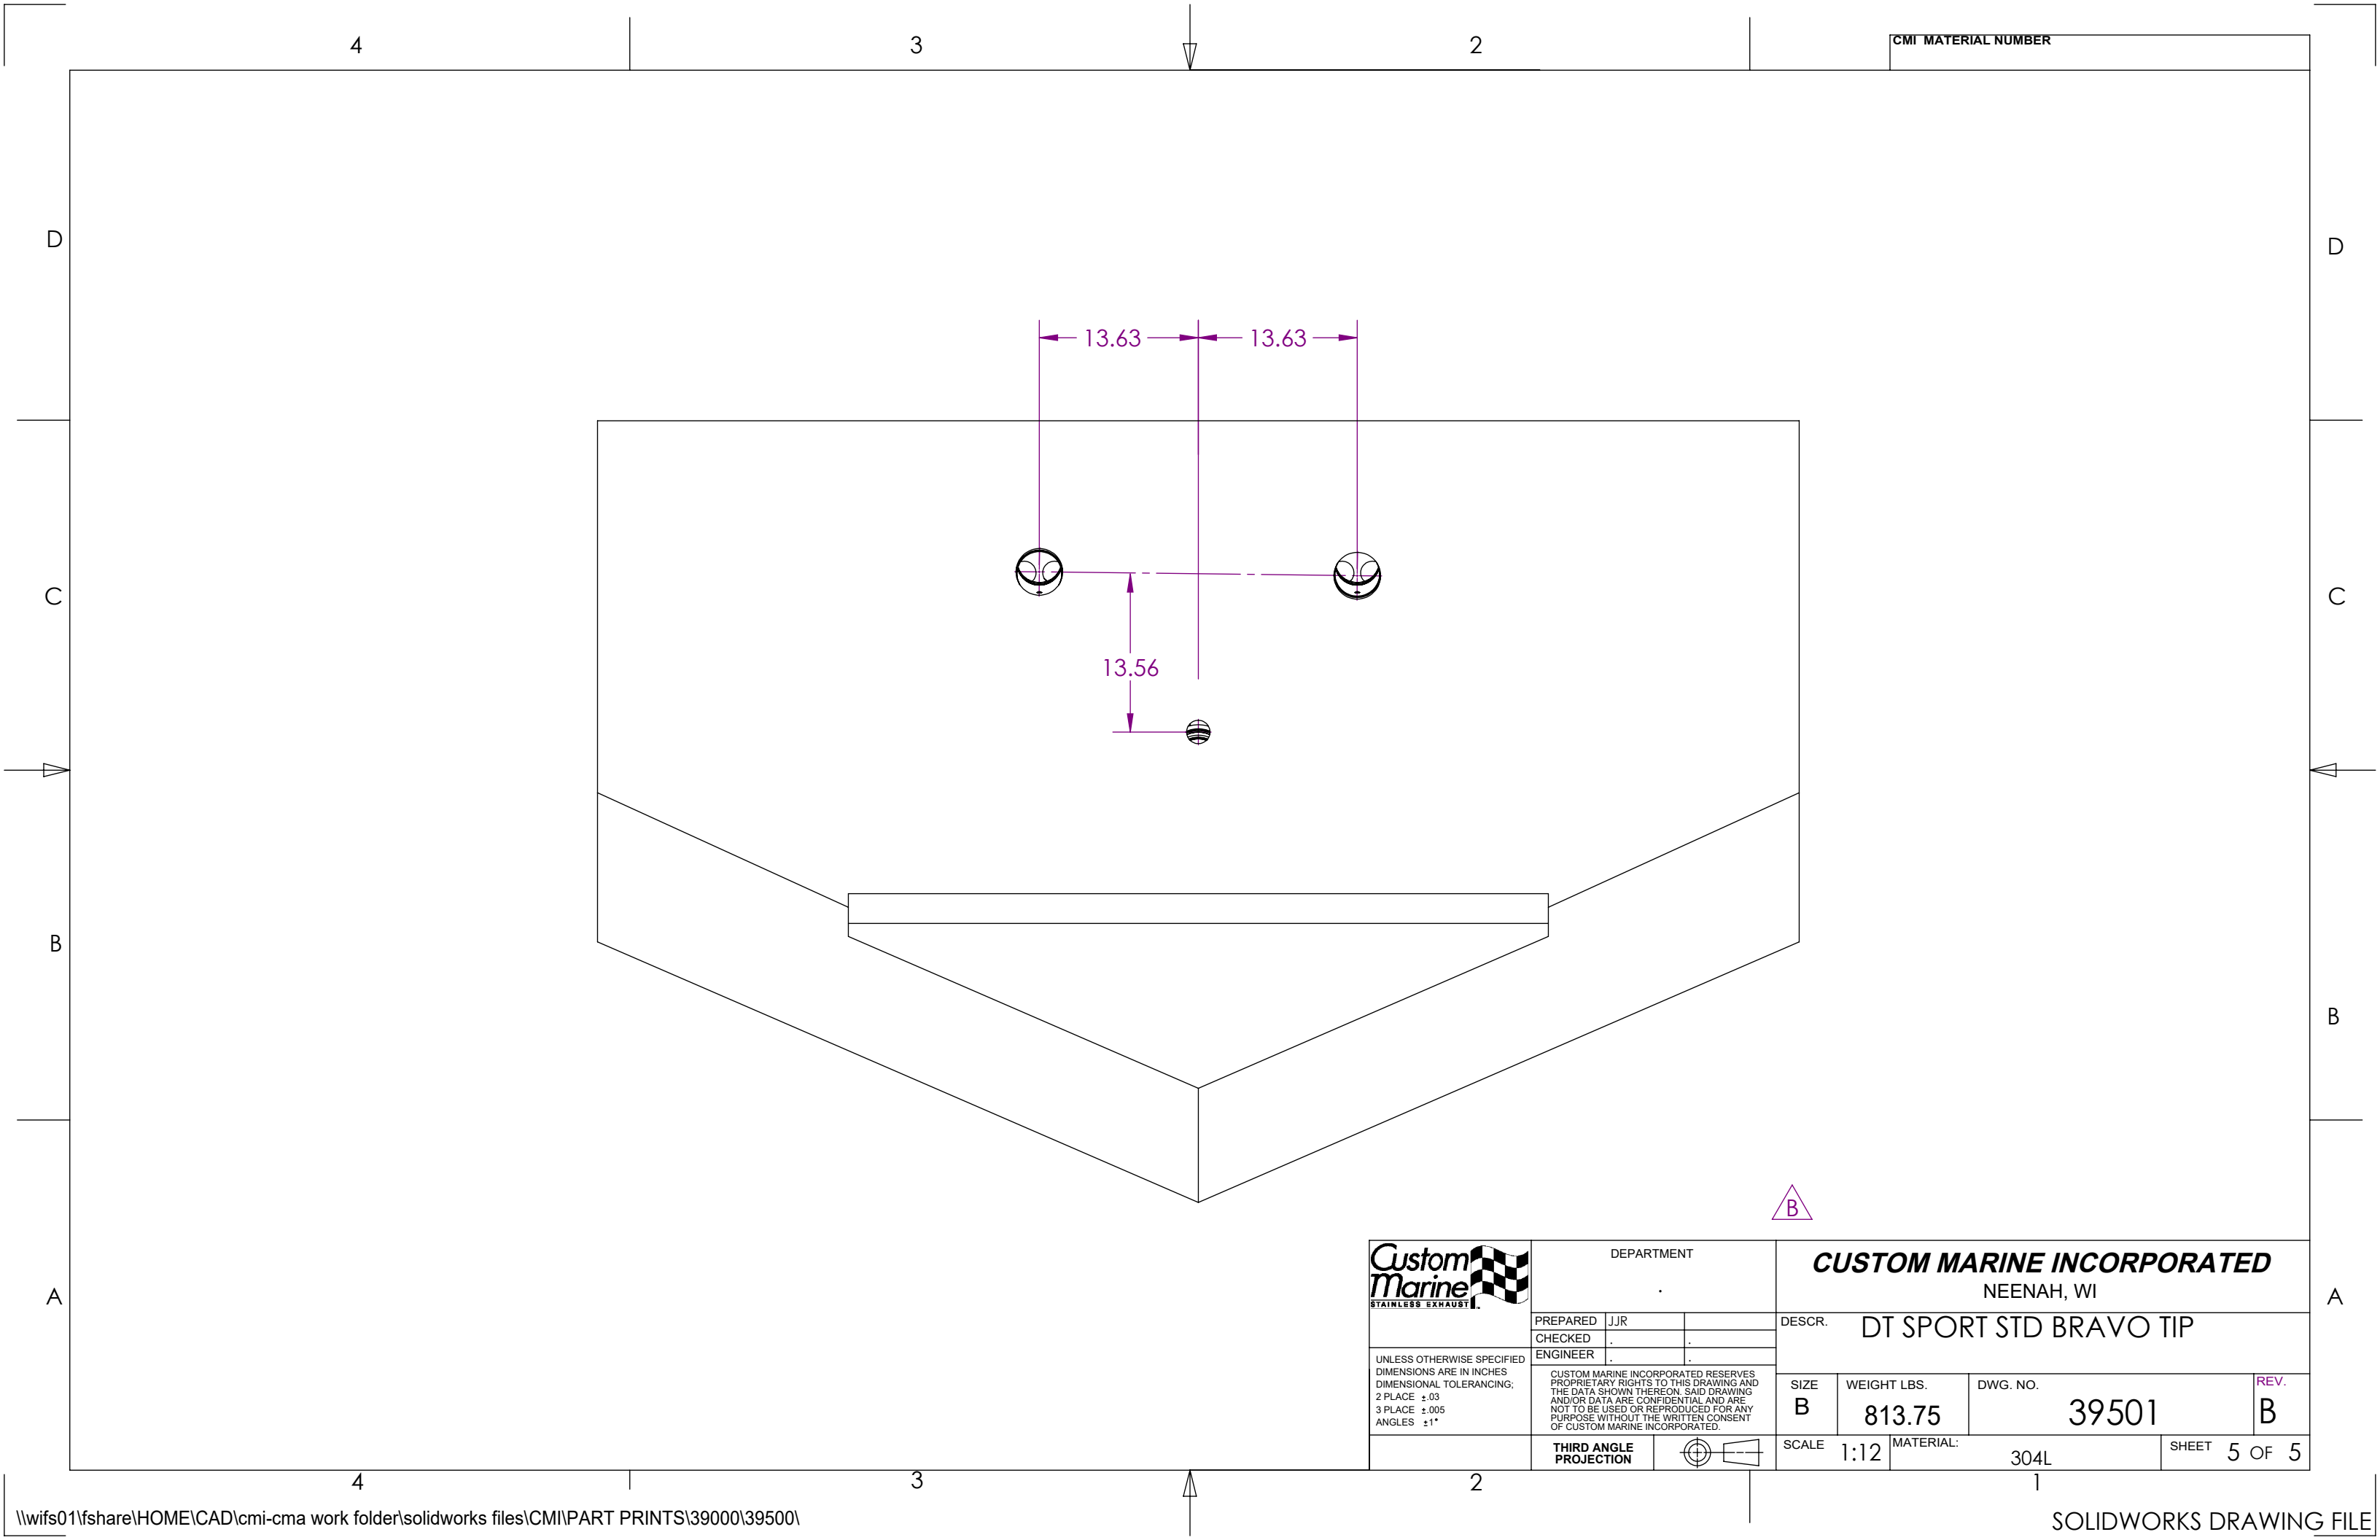 4 3 2
CMI MATERIAL NUMBER
D D
13.63 13.63
C C
13.56
B
B
B
A A
Custom
Marine
STAINLESS EXHAUST
DEPARTMENT
.
CUSTOM MARINE INCORPORATED
NEENAH, WI
PREPARED JJR
CHECKED . .
ENGINEER . .
DESCR. DT SPORT STD BRAVO TIP
UNLESS OTHERWISE SPECIFIED
DIMENSIONS ARE IN INCHES
DIMENSIONAL TOLERANCING;
2 PLACE ±.03
3 PLACE ±.005
ANGLES ±1°
CUSTOM MARINE INCORPORATED RESERVES
PROPRIETARY RIGHTS TO THIS DRAWING AND
THE DATA SHOWN THEREON. SAID DRAWING
AND/OR DATA ARE CONFIDENTIAL AND ARE
NOT TO BE USED OR REPRODUCED FOR ANY
PURPOSE WITHOUT THE WRITTEN CONSENT
OF CUSTOM MARINE INCORPORATED.
SIZE
B
WEIGHT LBS.
813.75
DWG. NO.
39501
REV.
B
THIRD ANGLE
PROJECTION
SCALE 1:12
MATERIAL:
304L
SHEET 5 OF 5
4 3 2 1
\\wifs01\fshare\HOME\CAD\cmi-cma work folder\solidworks files\CMI\PART PRINTS\39000\39500\
SOLIDWORKS DRAWING FILE